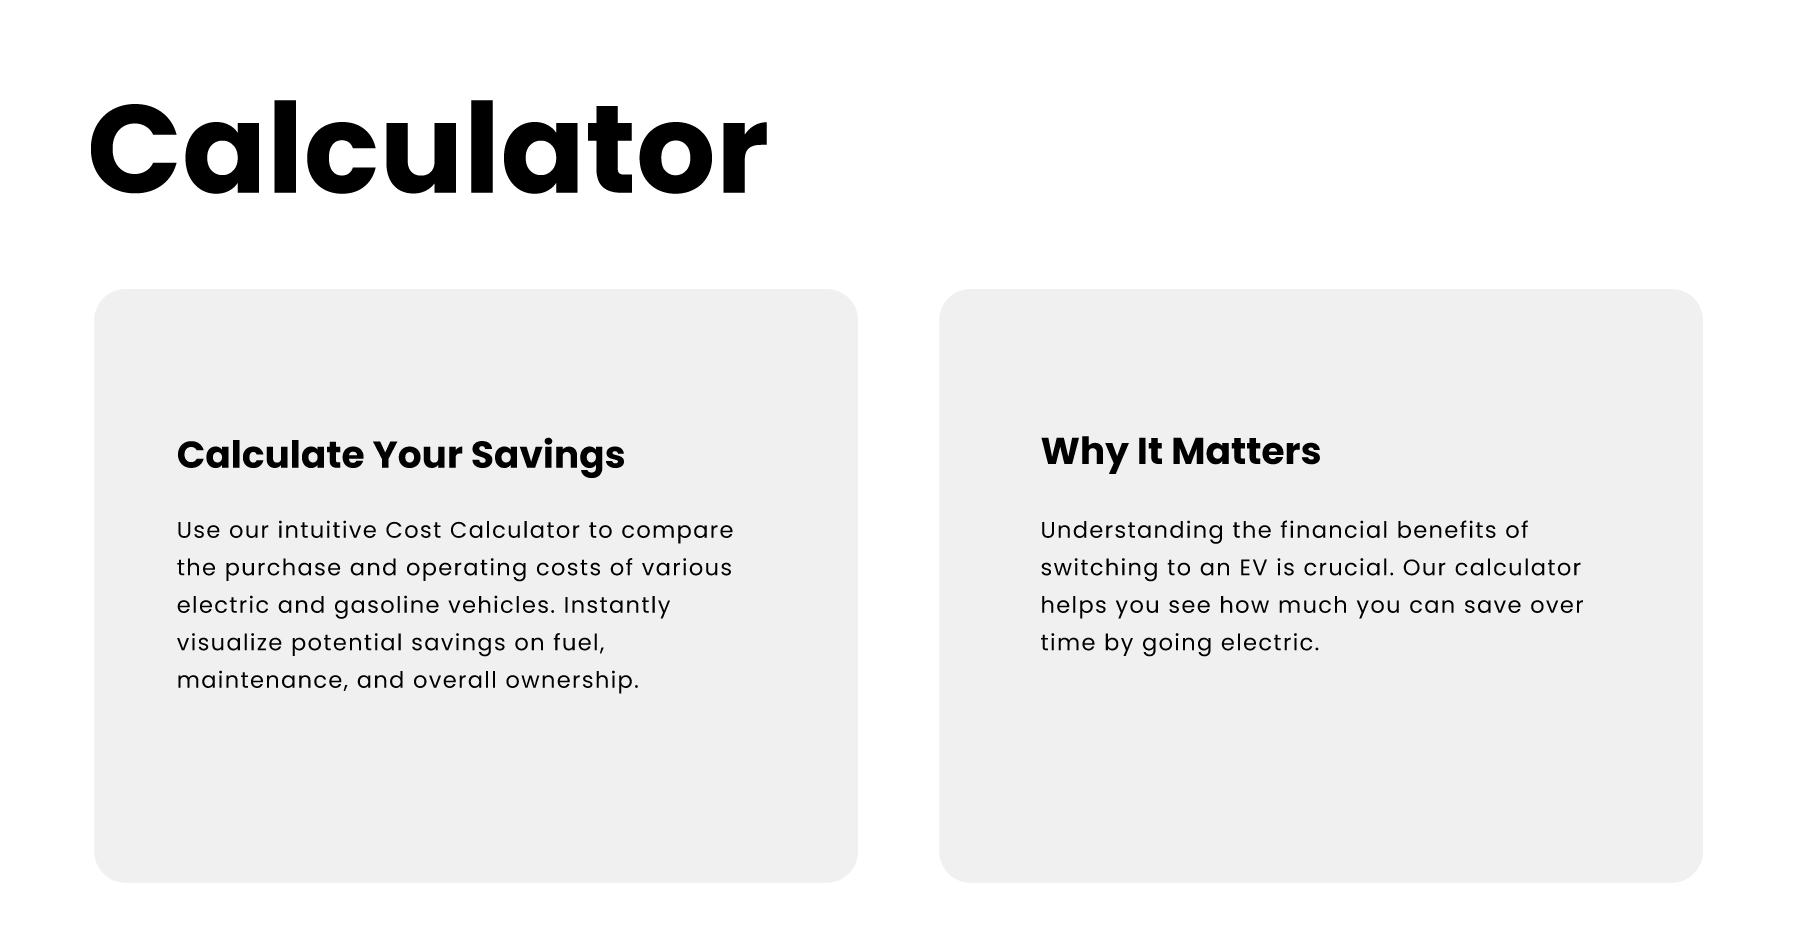 Calculator
Calculate Your Savings
Use our intuitive Cost Calculator to compare
the purchase and operating costs of various
electric and gasoline vehicles. Instantly
visualize potential savings on fuel,
maintenance, and overall ownership.
Why It Matters
Understanding the financial benefits of
switching to an EV is crucial. Our calculator
helps you see how much you can save over
time by going electric.